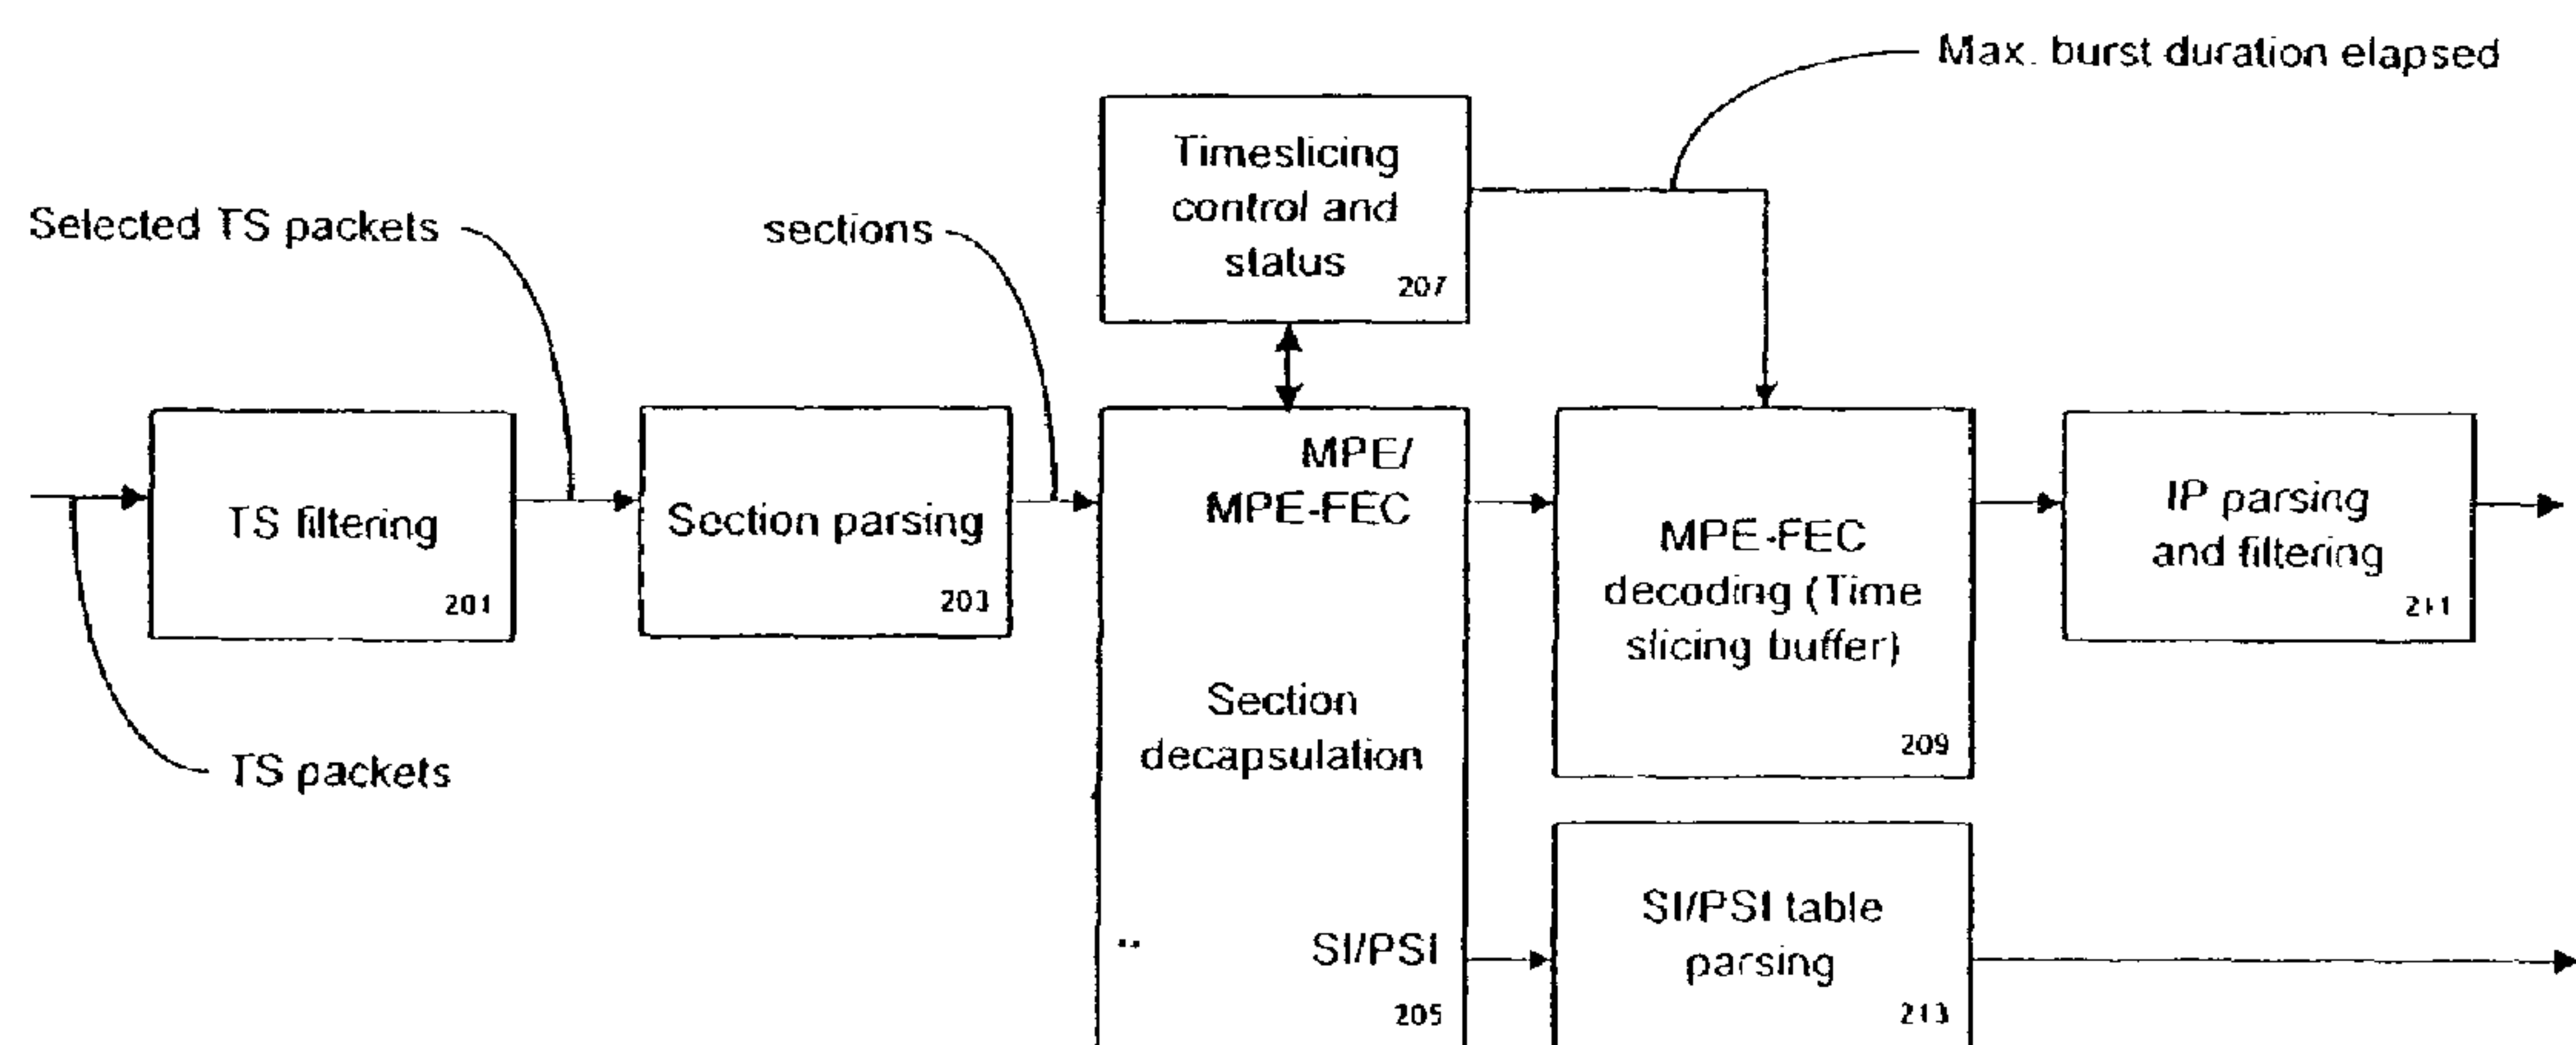 Max. burst duration elapsed
Timeslicing
control and
status
207
Selected TS packets
sections
TS filtering
201
Section parsing
203
MPE/
MPE-FEC
Section
decapsulation
SI/PSI
205
MPE-FEC
decoding (Time
slicing buffer)
209
IP parsing
and filtering
211
TS packets
SI/PSI table
parsing
213